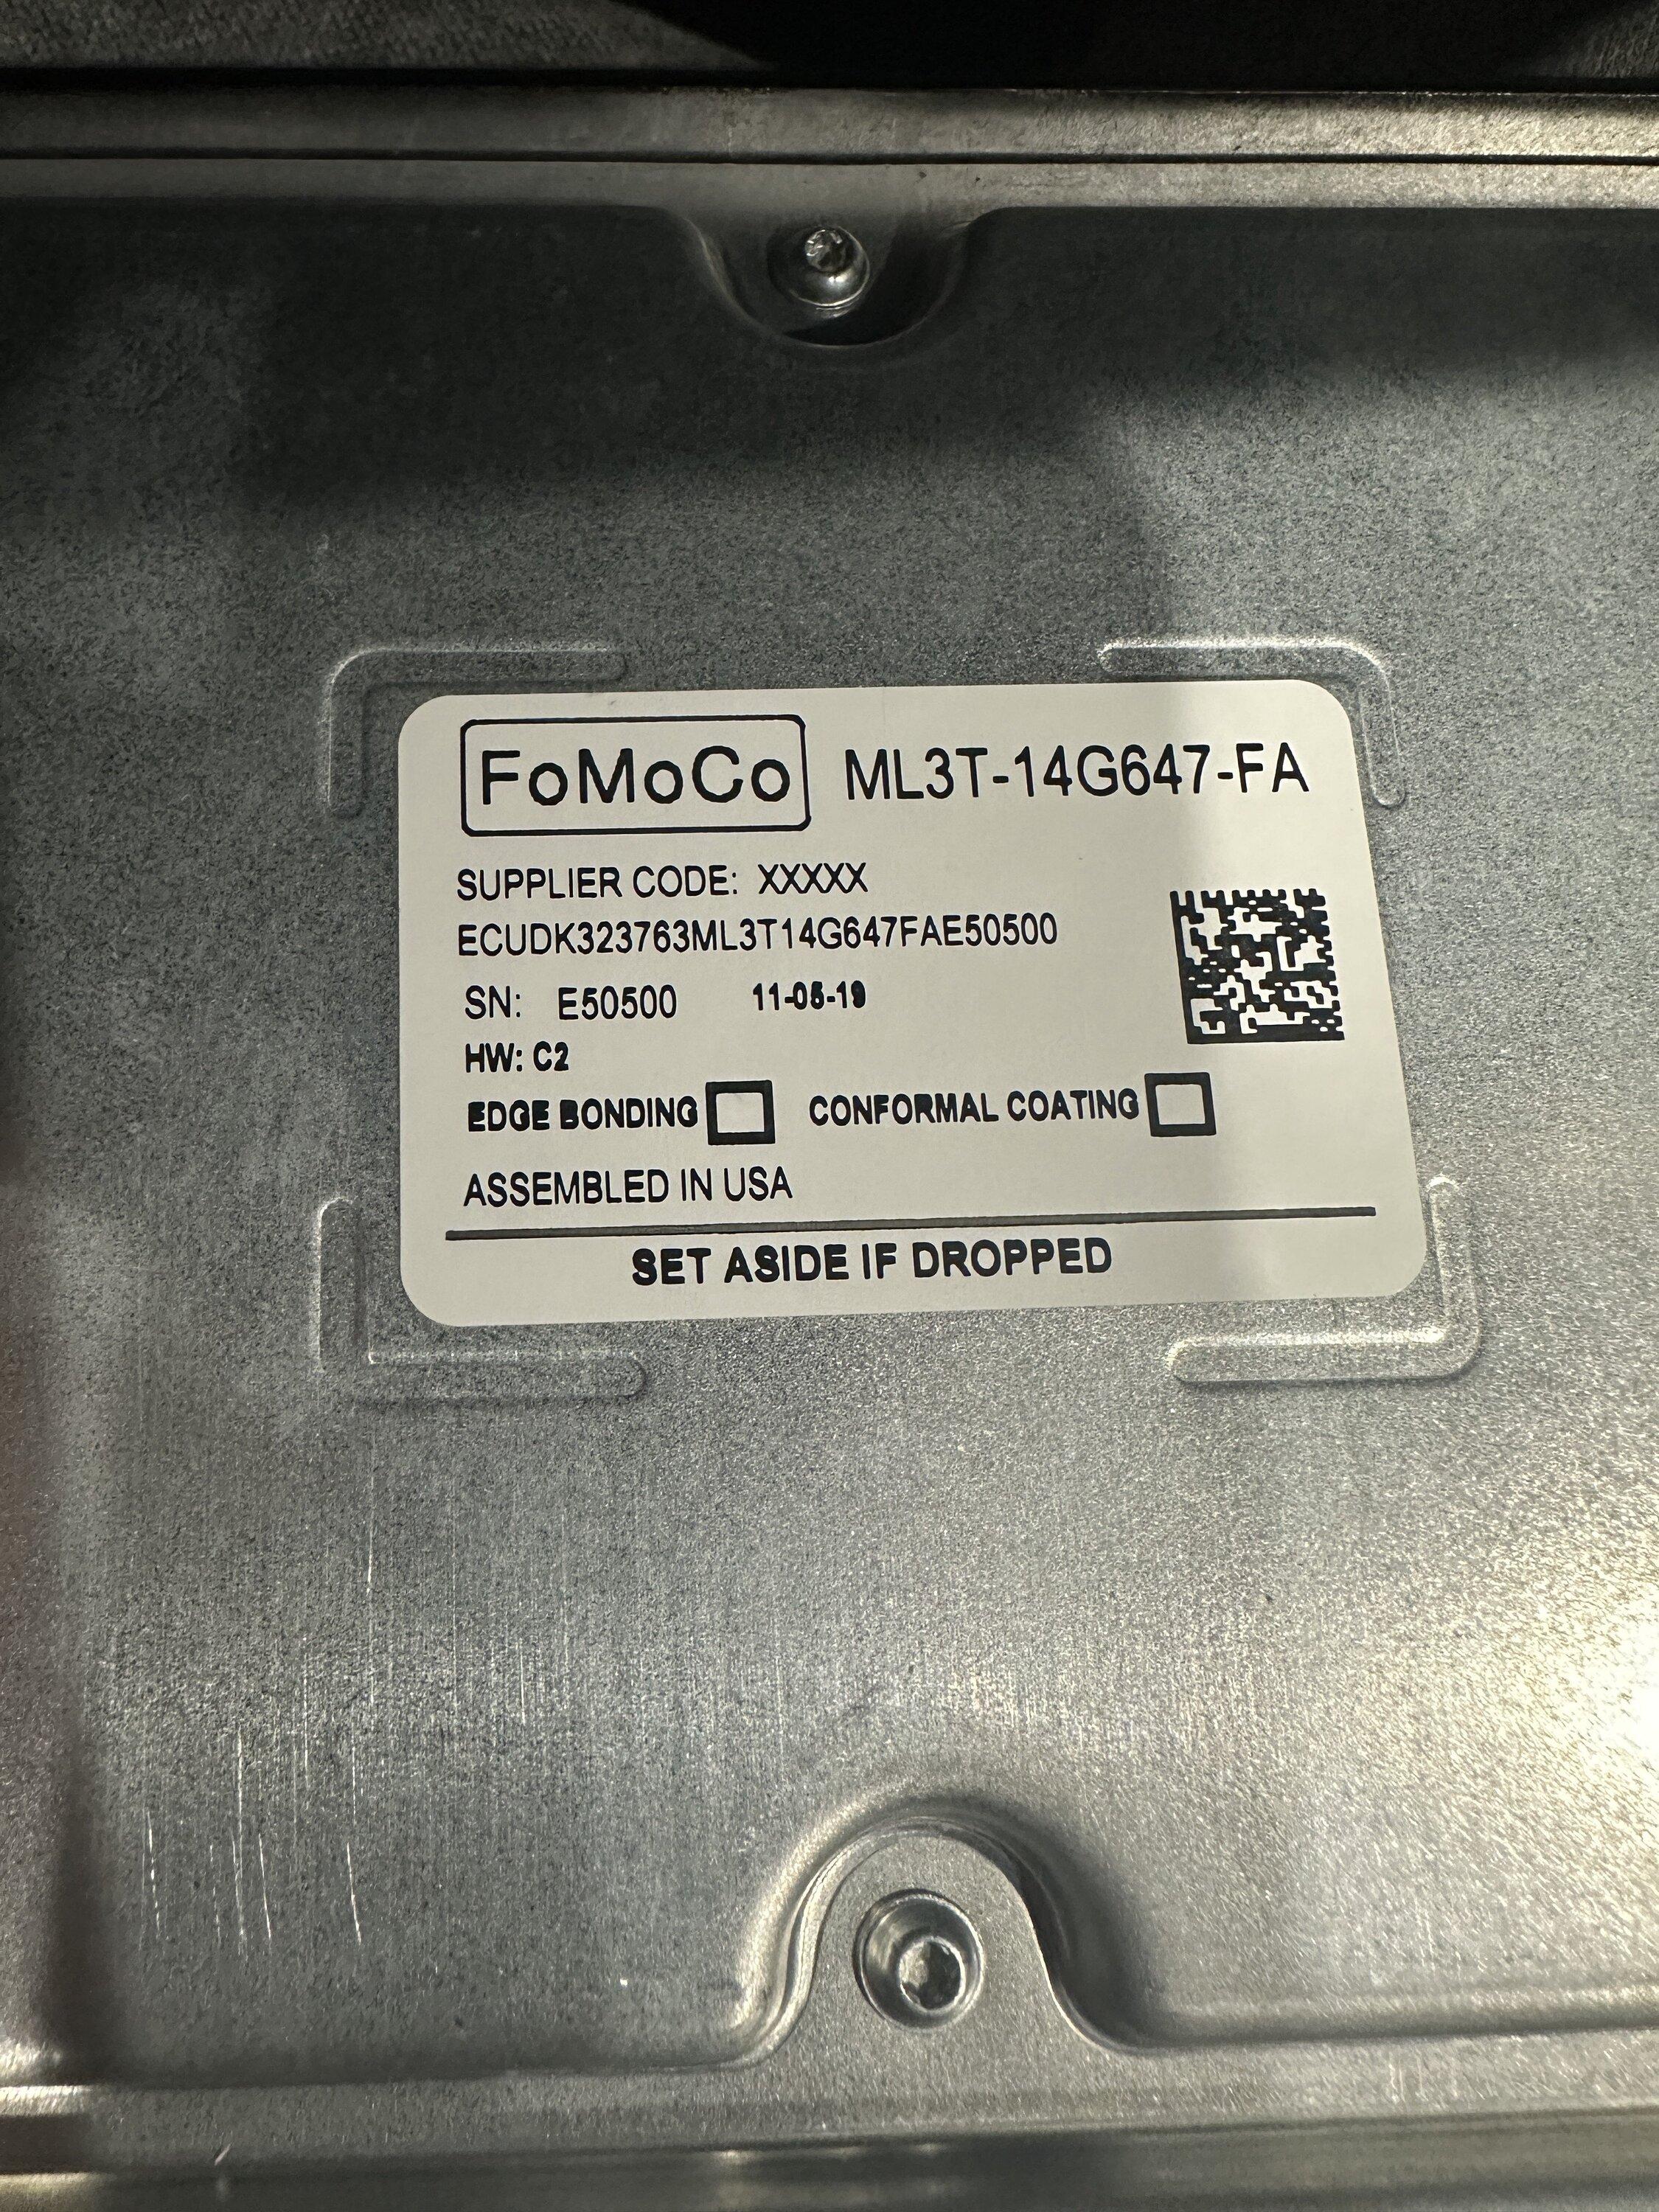 FoMoCo ML3T-14G647-FA
SUPPLIER CODE: XXXXX
ECUDK323763ML3T14G647FAE50500
SN: E50500 11-05-19
HW: C2
EDGE BONDING CONFORMAL COATING
ASSEMBLED IN USA
SET ASIDE IF DROPPED